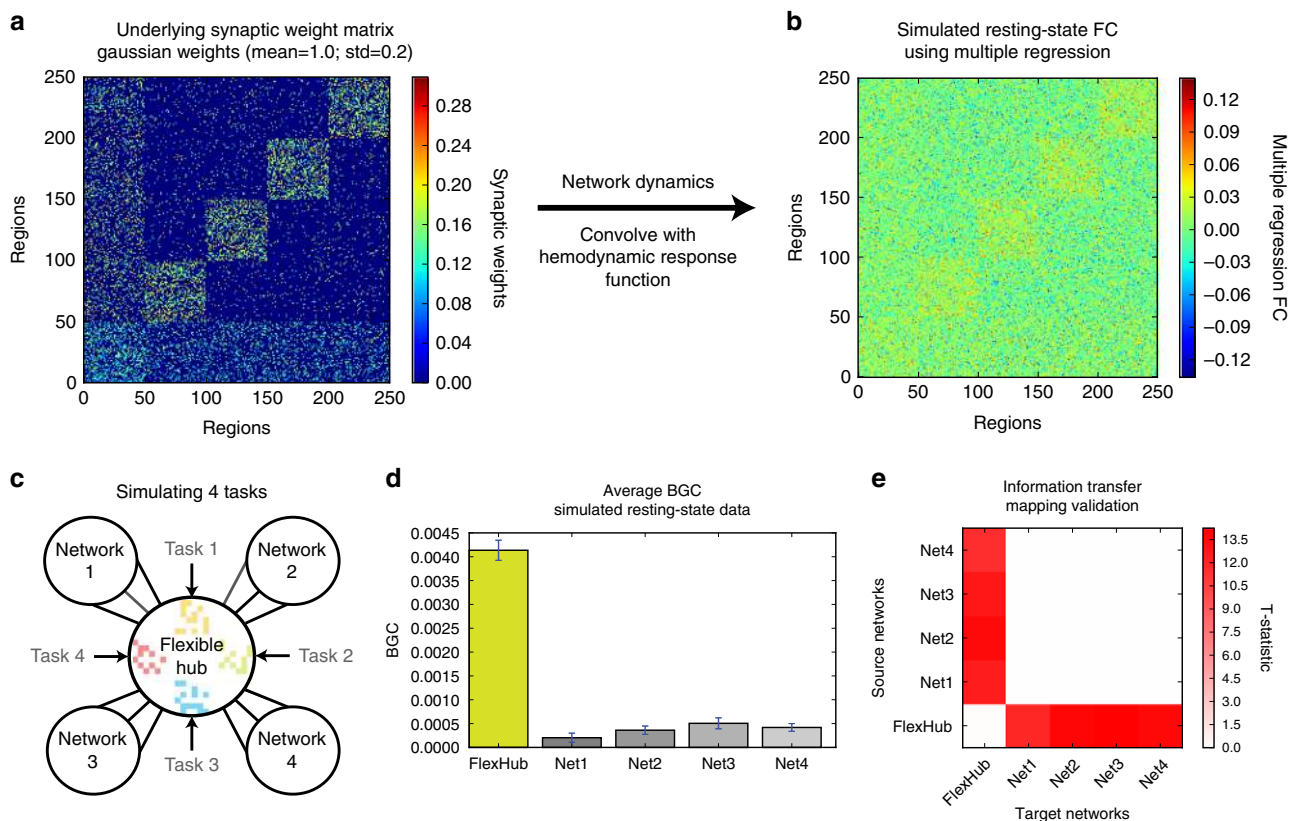 a
Underlying synaptic weight matrix
gaussian weights (mean=1.0; std=0.2)
250
200
150
100
50
0
Regions
0 50 100 150 200 250
Regions
0.28
0.24
0.20
0.16
0.12
0.08
0.04
0.00
Synaptic weights
Network dynamics
Convolve with
hemodynamic response
function
b
Simulated resting-state FC
using multiple regression
250
200
150
100
50
0
Regions
0 50 100 150 200 250
Regions
0.12
0.09
0.06
0.03
0.00
−0.03
−0.06
−0.09
−0.12
Multiple regression FC
c
Simulating 4 tasks
Network
1
Task 1
Network
2
Task 4
Flexible
hub
Task 2
Network
3
Task 3
Network
4
d
Average BGC
simulated resting-state data
0.0045
0.0040
0.0035
0.0030
0.0025
0.0020
0.0015
0.0010
0.0005
0.0000
BGC
FlexHub Net1 Net2 Net3 Net4
e
Information transfer
mapping validation
Source networks
Net4
Net3
Net2
Net1
FlexHub
FlexHub Net1 Net2 Net3 Net4
Target networks
13.5
12.0
10.5
9.0
7.5
6.0
4.5
3.0
1.5
0.0
T-statistic